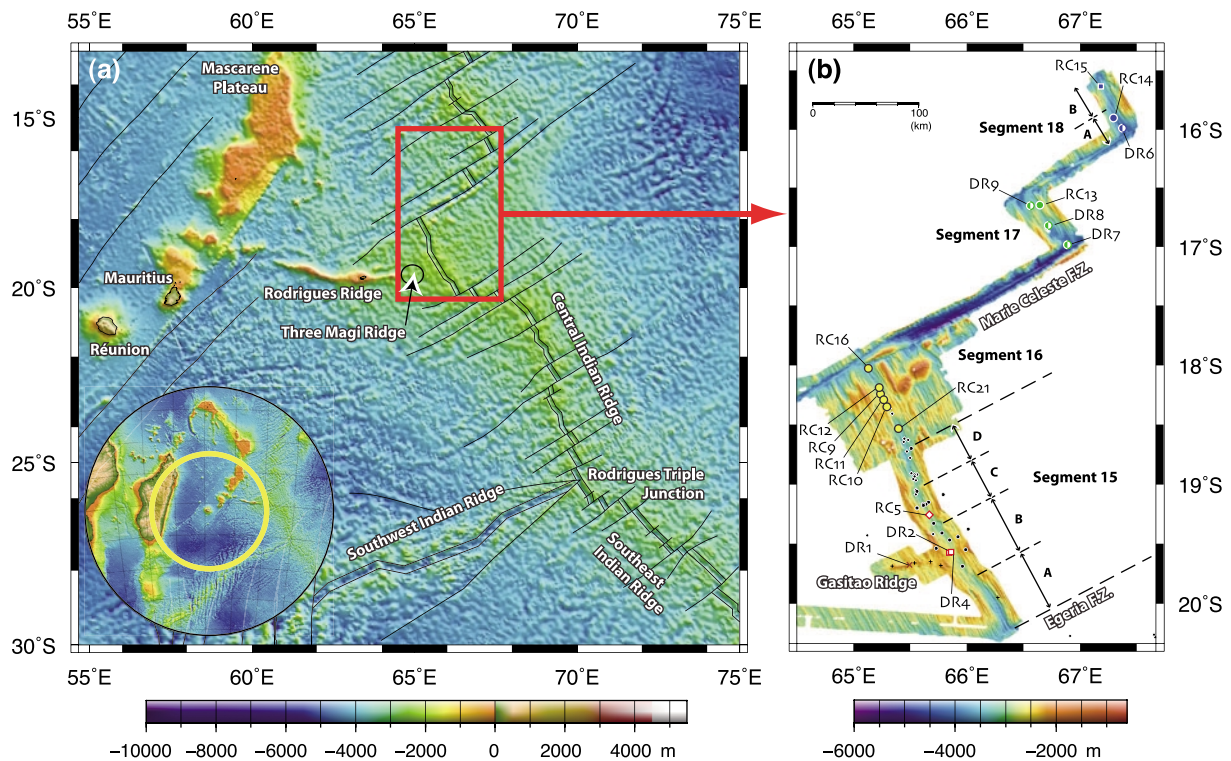 55˚E 60˚E 65˚E 70˚E 75˚E
65˚E 66˚E 67˚E
(a)
Mascarene
Plateau
15˚S
20˚S
25˚S
30˚S
Mauritius
Réunion
Rodrigues Ridge
Three Magi Ridge
Central Indian Ridge
Rodrigues Triple
Junction
Southwest Indian Ridge
Southeast
Indian Ridge
55˚E 60˚E 65˚E 70˚E 75˚E
−10000 −8000 −6000 −4000 −2000 0 2000 4000 m
(b)
0 100
(km)
RC15
RC14
B
A
Segment 18
DR6
16˚S
DR9
RC13
DR8
Segment 17
DR7
17˚S
Marie Celeste F.Z.
RC16
Segment 16
18˚S
RC21
RC12
RC9
RC11
RC10
D
C
Segment 15
19˚S
RC5
B
DR2
DR1
A
Gasitao Ridge
DR4
Egeria F.Z.
20˚S
65˚E 66˚E 67˚E
−6000 −4000 −2000 m